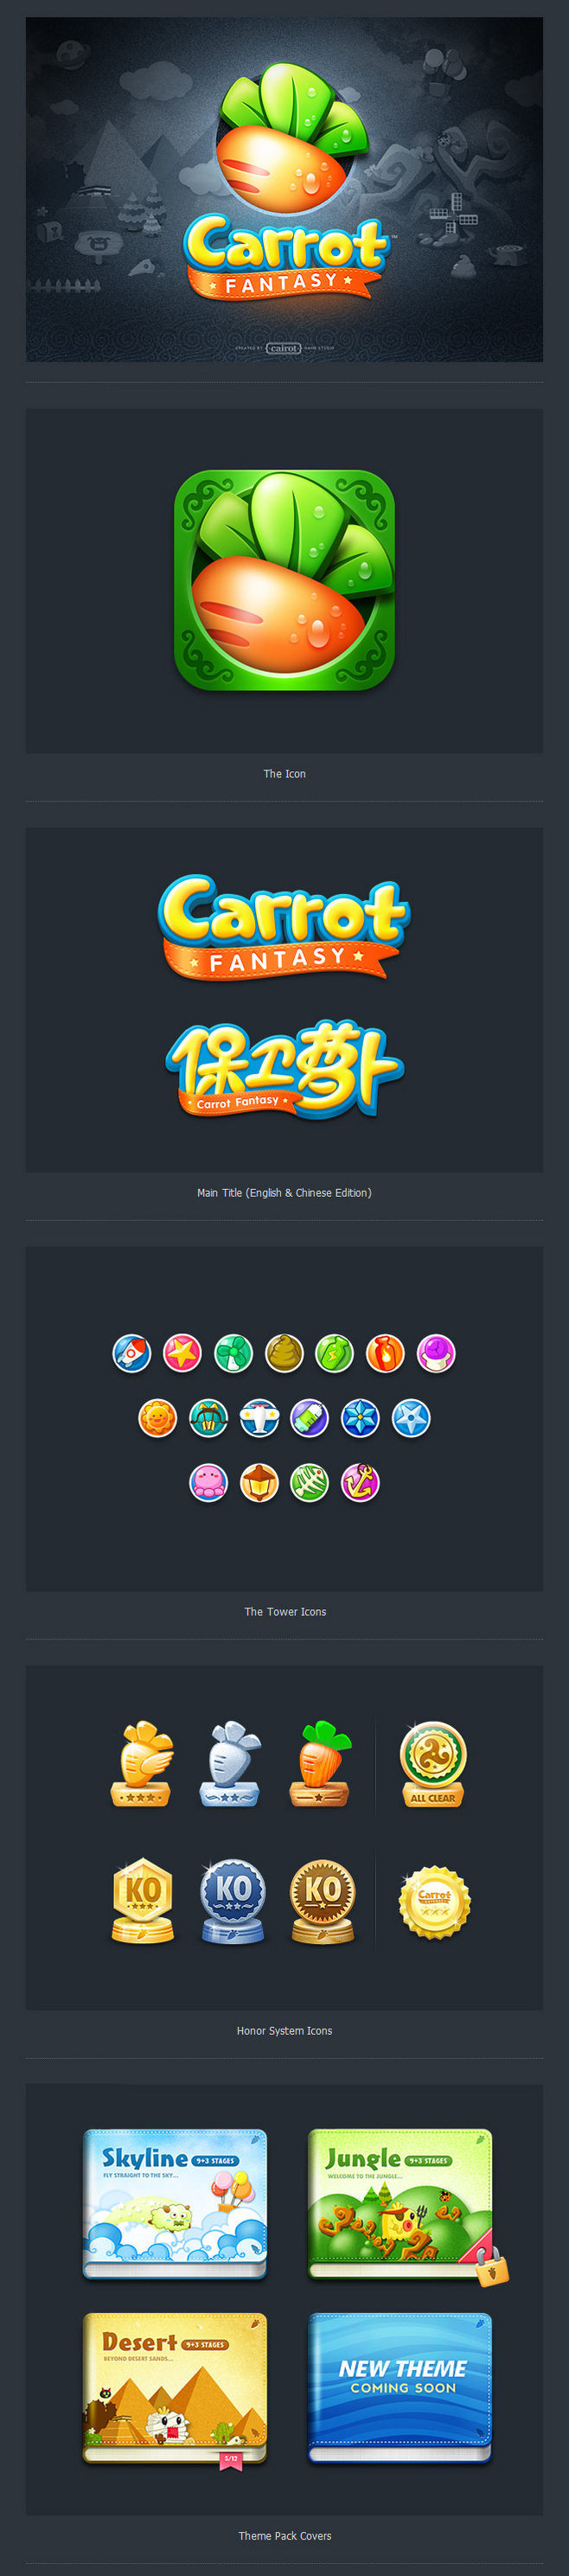 Carrot™
FANTASY
CREATED BY cairot GAME STUDIO
The Icon
Carrot
FANTASY
保卫萝卜
Carrot Fantasy
Main Title (English & Chinese Edition)
The Tower Icons
ALL CLEAR
KO
KO
KO
Carrot
Honor System Icons
Skyline 9+3 STAGES
FLY STRAIGHT TO THE SKY...
Jungle 9+3 STAGES
WELCOME TO THE JUNGLE...
Desert 9+3 STAGES
BEYOND DESERT SANDS...
5/12
NEW THEME
COMING SOON
Theme Pack Covers